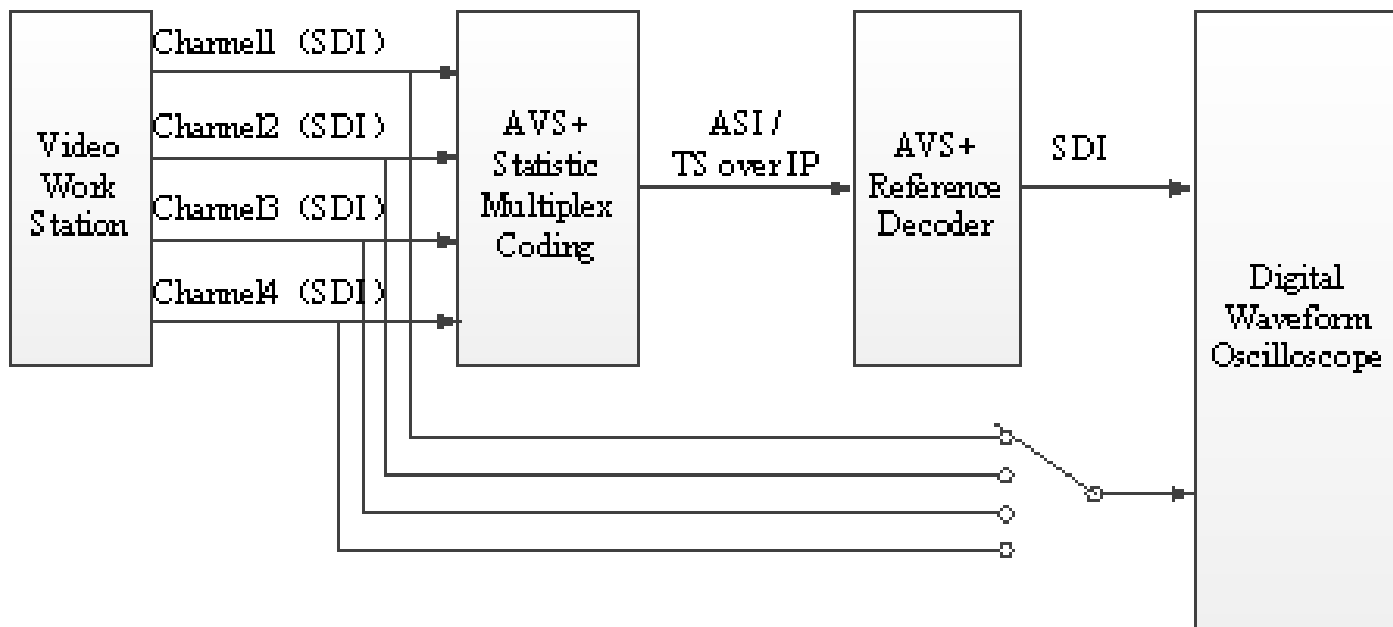 Channel1 (SDI)
Channel2 (SDI)
Channel3 (SDI)
Channel4 (SDI)
Video
Work
Station
AVS+
Statistic
Multiplex
Coding
ASI /
TS over IP
AVS+
Reference
Decoder
SDI
Digital
Waveform
Oscilloscope